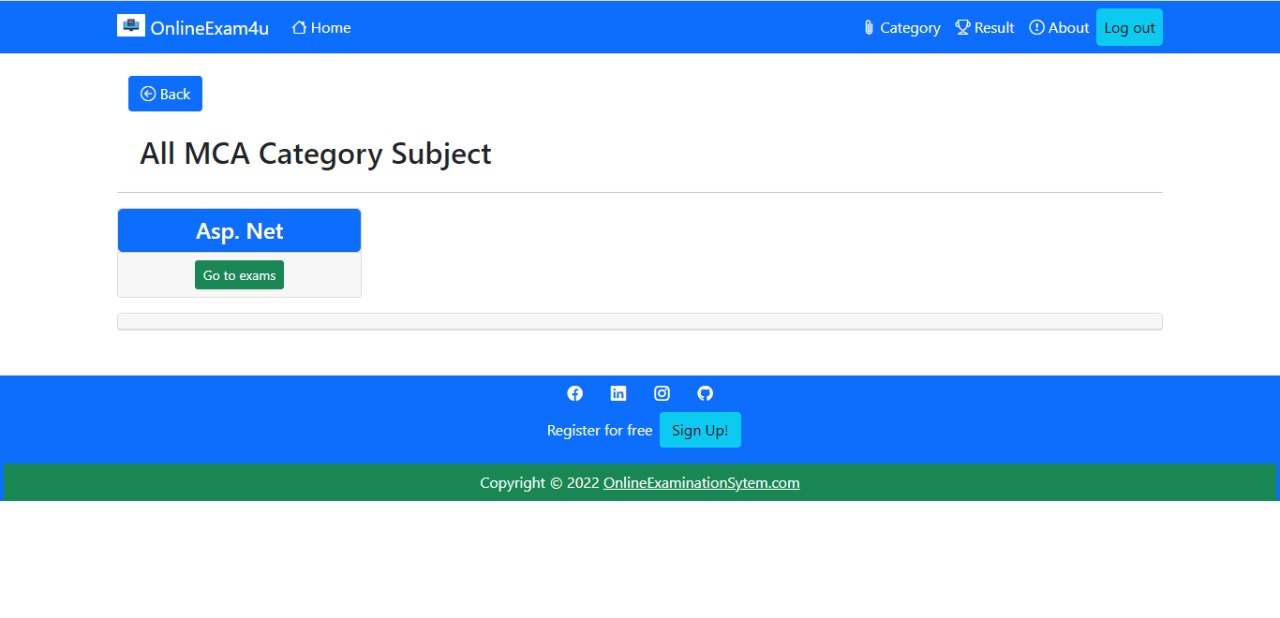 OnlineExam4u Home Category Result About Log out
Back
All MCA Category Subject
Asp. Net
Go to exams
Register for free Sign Up!
Copyright © 2022 OnlineExaminationSytem.com